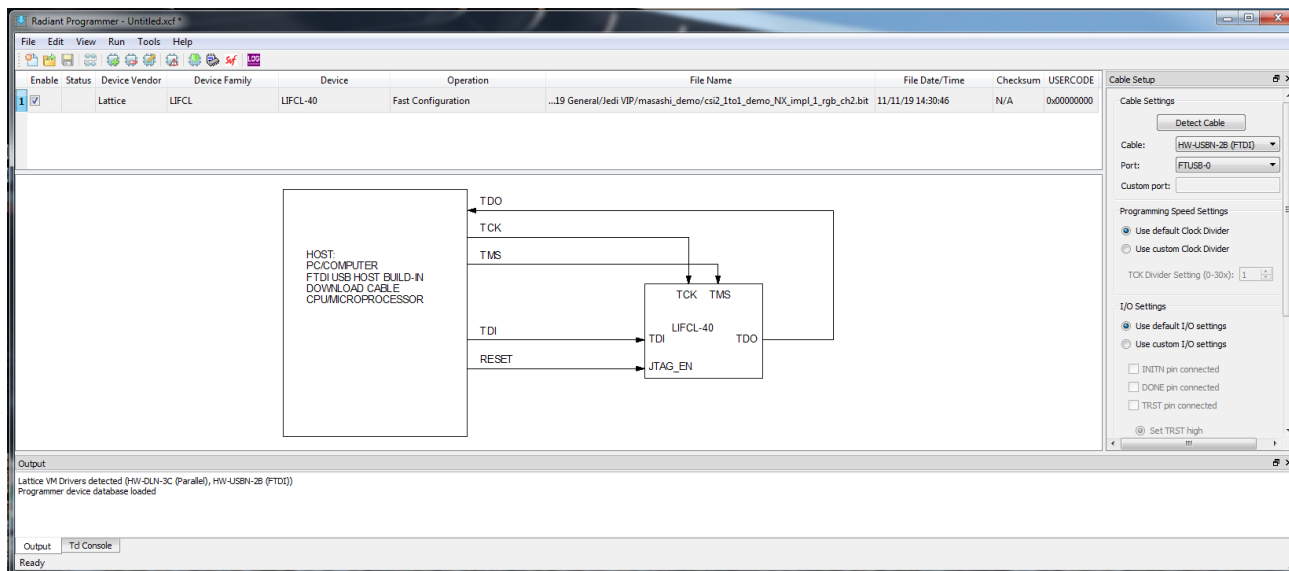 Radiant Programmer - Untitled.xcf *
File Edit View Run Tools Help
Svf LOG
Enable Status Device Vendor Device Family Device Operation File Name File Date/Time Checksum USERCODE
1 Lattice LIFCL LIFCL-40 Fast Configuration ...19 General/Jedi VIP/masashi_demo/csi2_1to1_demo_NX_impl_1_rgb_ch2.bit 11/11/19 14:30:46 N/A 0x00000000
Cable Setup
Cable Settings
Detect Cable
Cable: HW-USBN-2B (FTDI)
Port: FTUSB-0
Custom port:
Programming Speed Settings
Use default Clock Divider
Use custom Clock Divider
TCK Divider Setting (0-30x): 1
I/O Settings
Use default I/O settings
Use custom I/O settings
INITN pin connected
DONE pin connected
TRST pin connected
Set TRST high
HOST:
PC/COMPUTER
FTDI USB HOST BUILD-IN
DOWNLOAD CABLE
CPU/MICROPROCESSOR
TDO
TCK
TMS
TDI
RESET
TCK TMS
LIFCL-40
TDI TDO
JTAG_EN
Output
Lattice VM Drivers detected (HW-DLN-3C (Parallel), HW-USBN-2B (FTDI))
Programmer device database loaded
Output Tcl Console
Ready